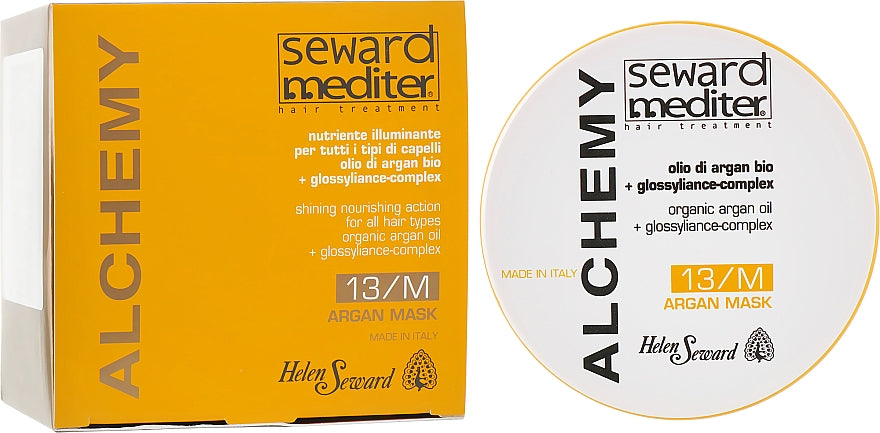 ALCHEMY
seward
mediter®
hair treatment
nutriente illuminante
per tutti i tipi di capelli
olio di argan bio
+ glossyliance-complex
shining nourishing action
for all hair types
organic argan oil
+ glossyliance-complex
13/M
ARGAN MASK
MADE IN ITALY
Helen Seward
ALCHEMY
seward
mediter®
hair treatment
olio di argan bio
+ glossyliance-complex
organic argan oil
+ glossyliance-complex
MADE IN ITALY
13/M
ARGAN MASK
Helen Seward